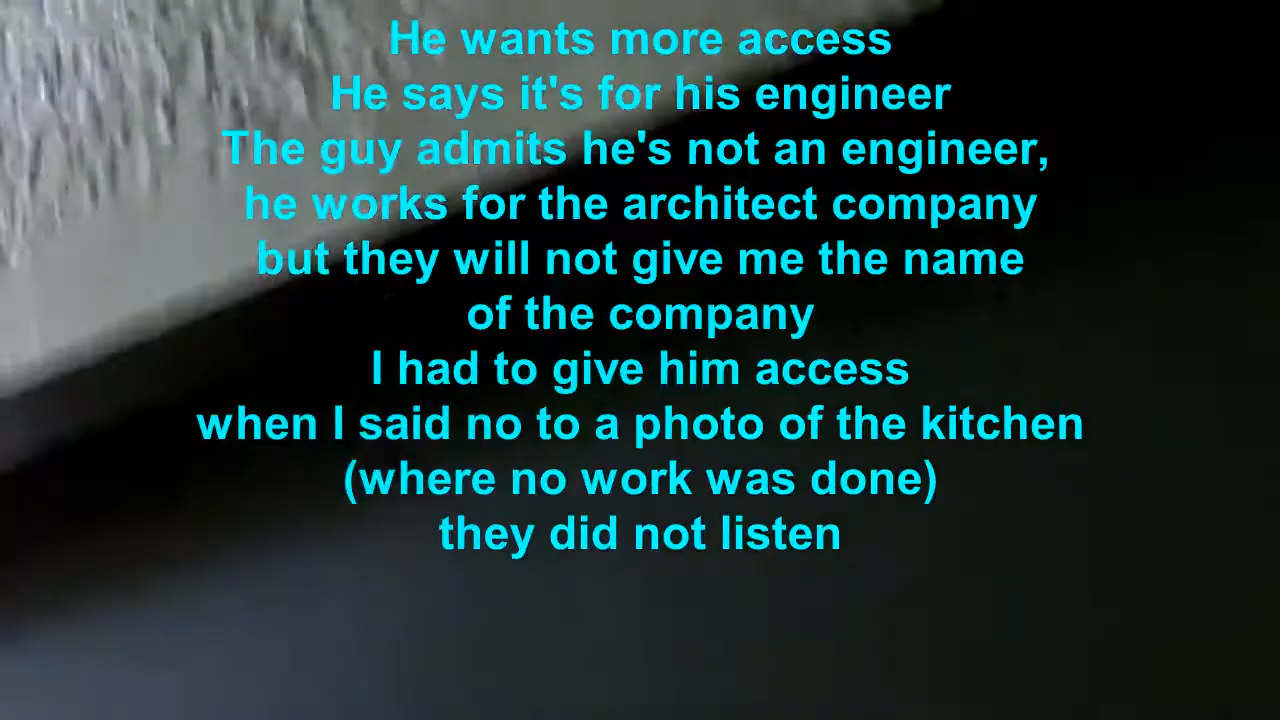 He wants more access
He says it's for his engineer
The guy admits he's not an engineer,
he works for the architect company
but they will not give me the name
of the company
I had to give him access
when I said no to a photo of the kitchen
(where no work was done)
they did not listen